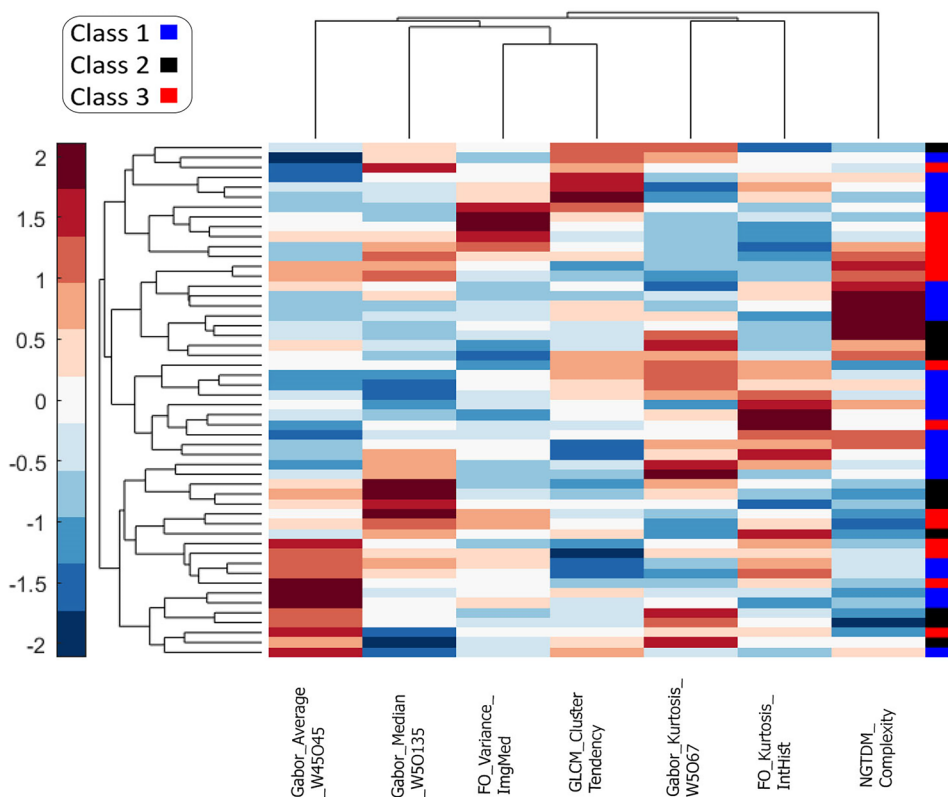 Class 1
Class 2
Class 3
2
1.5
1
0.5
0
-0.5
-1
-1.5
-2
Gabor_Average
_W45O45
Gabor_Median
_W5O135
FO_Variance_
ImgMed
GLCM_Cluster
Tendency
Gabor_Kurtosis_
W5O67
FO_Kurtosis_
IntHist
NGTDM_
Complexity